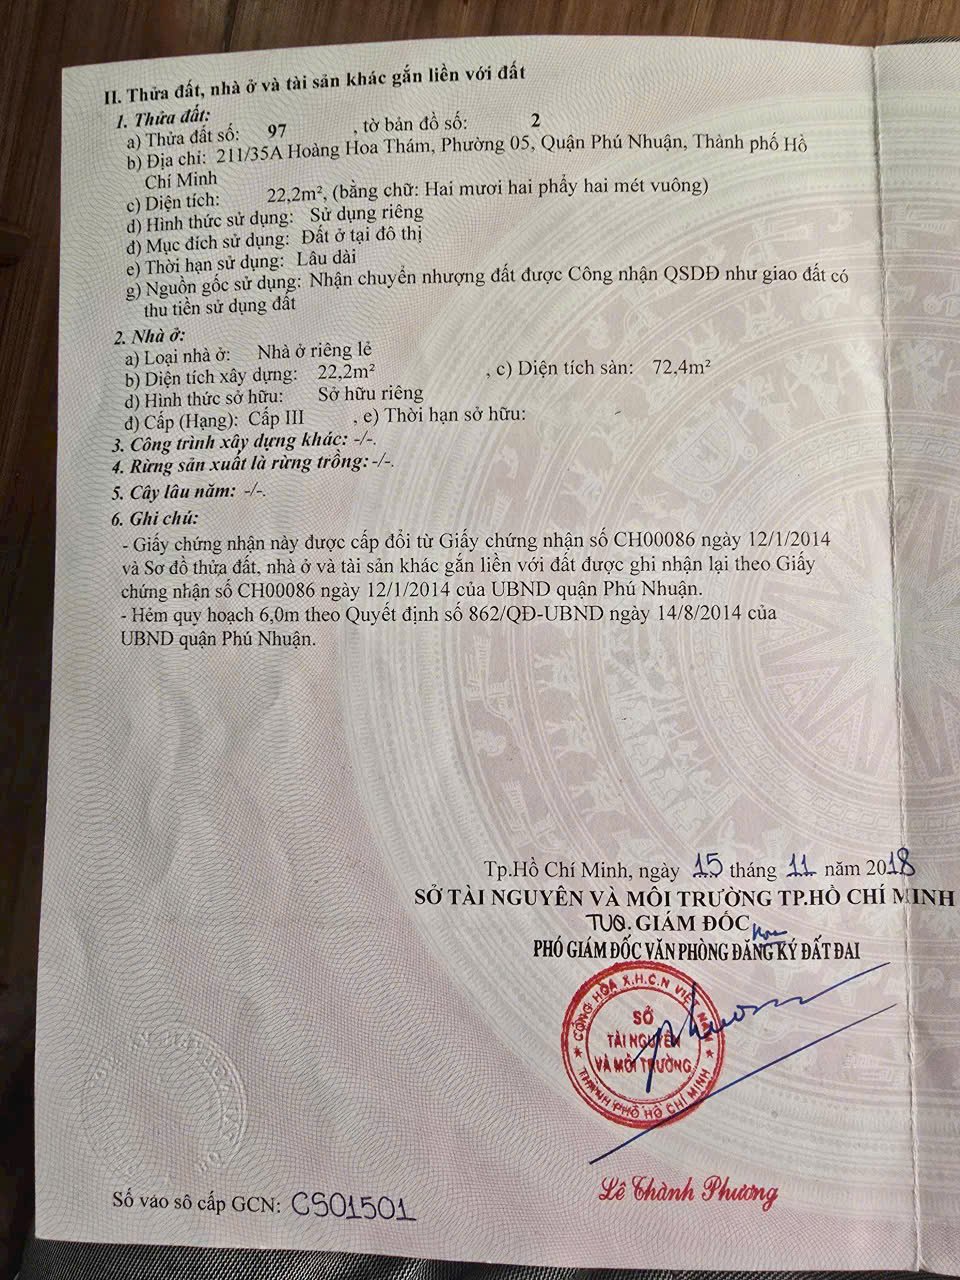 II. Thửa đất, nhà ở và tài sản khác gắn liền với đất
1. Thửa đất:
a) Thửa đất số: 97 , tờ bản đồ số: 2
b) Địa chỉ: 211/35A Hoàng Hoa Thám, Phường 05, Quận Phú Nhuận, Thành phố Hồ
Chí Minh
c) Diện tích: 22,2m², (bằng chữ: Hai mươi hai phẩy hai mét vuông)
d) Hình thức sử dụng: Sử dụng riêng
đ) Mục đích sử dụng: Đất ở tại đô thị
e) Thời hạn sử dụng: Lâu dài
g) Nguồn gốc sử dụng: Nhận chuyển nhượng đất được Công nhận QSDĐ như giao đất có
thu tiền sử dụng đất
2. Nhà ở:
a) Loại nhà ở: Nhà ở riêng lẻ
b) Diện tích xây dựng: 22,2m² , c) Diện tích sàn: 72,4m²
d) Hình thức sở hữu: Sở hữu riêng
đ) Cấp (Hạng): Cấp III , e) Thời hạn sở hữu: -
3. Công trình xây dựng khác: -/-.
4. Rừng sản xuất là rừng trồng: -/-.
5. Cây lâu năm: -/-.
6. Ghi chú:
- Giấy chứng nhận này được cấp đổi từ Giấy chứng nhận số CH00086 ngày 12/1/2014
và Sơ đồ thửa đất, nhà ở và tài sản khác gắn liền với đất được ghi nhận lại theo Giấy
chứng nhận số CH00086 ngày 12/1/2014 của UBND quận Phú Nhuận.
- Hẻm quy hoạch 6,0m theo Quyết định số 862/QĐ-UBND ngày 14/8/2014 của
UBND quận Phú Nhuận.
Tp.Hồ Chí Minh, ngày 15 tháng 11 năm 2018
SỞ TÀI NGUYÊN VÀ MÔI TRƯỜNG TP.HỒ CHÍ MINH
TUQ. GIÁM ĐỐC
PHÓ GIÁM ĐỐC VĂN PHÒNG ĐĂNG KÝ ĐẤT ĐAI
CỘNG HÒA X.H.C.N VIỆT NAM
SỞ
TÀI NGUYÊN
VÀ MÔI TRƯỜNG
THÀNH PHỐ HỒ CHÍ MINH
Lê Thành Phương
Số vào sổ cấp GCN: CS01501